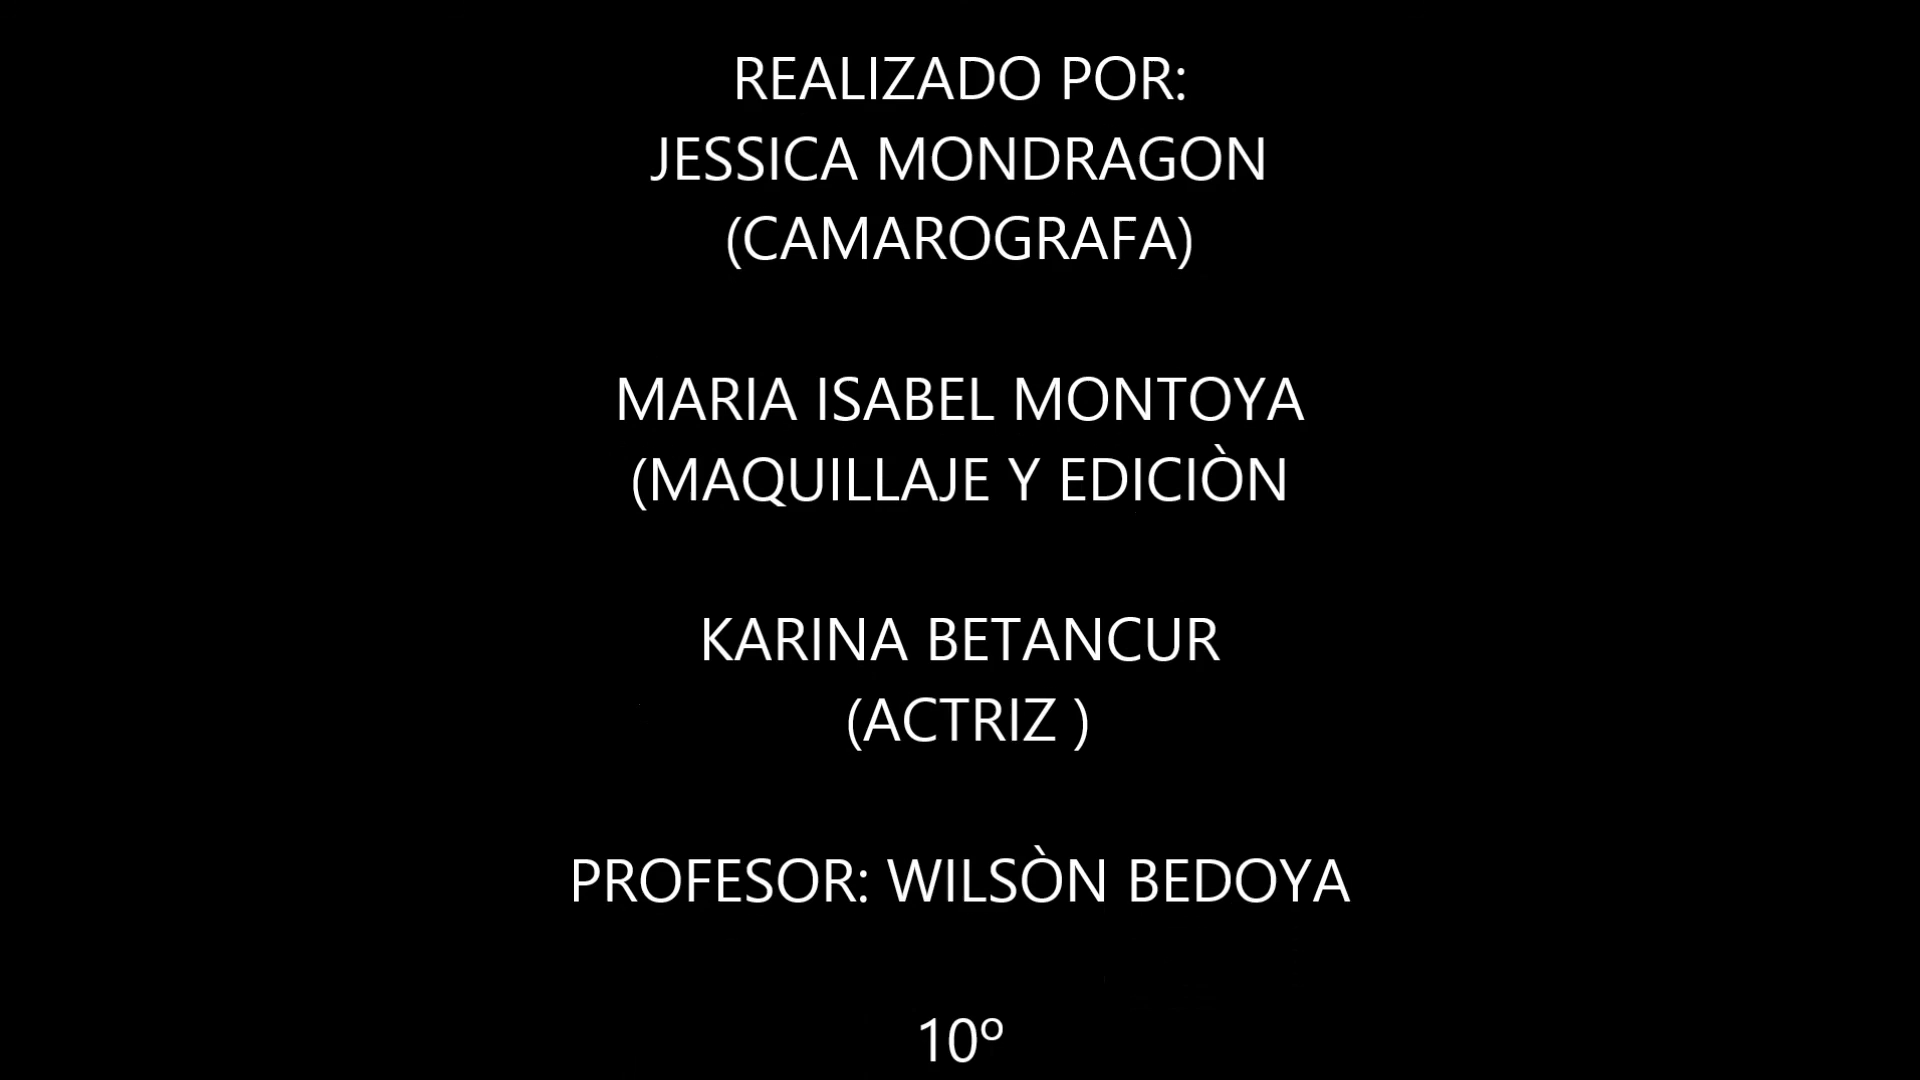 REALIZADO POR:
JESSICA MONDRAGON
(CAMAROGRAFA)
MARIA ISABEL MONTOYA
(MAQUILLAJE Y EDICIÒN
KARINA BETANCUR
(ACTRIZ )
PROFESOR: WILSÒN BEDOYA
10º